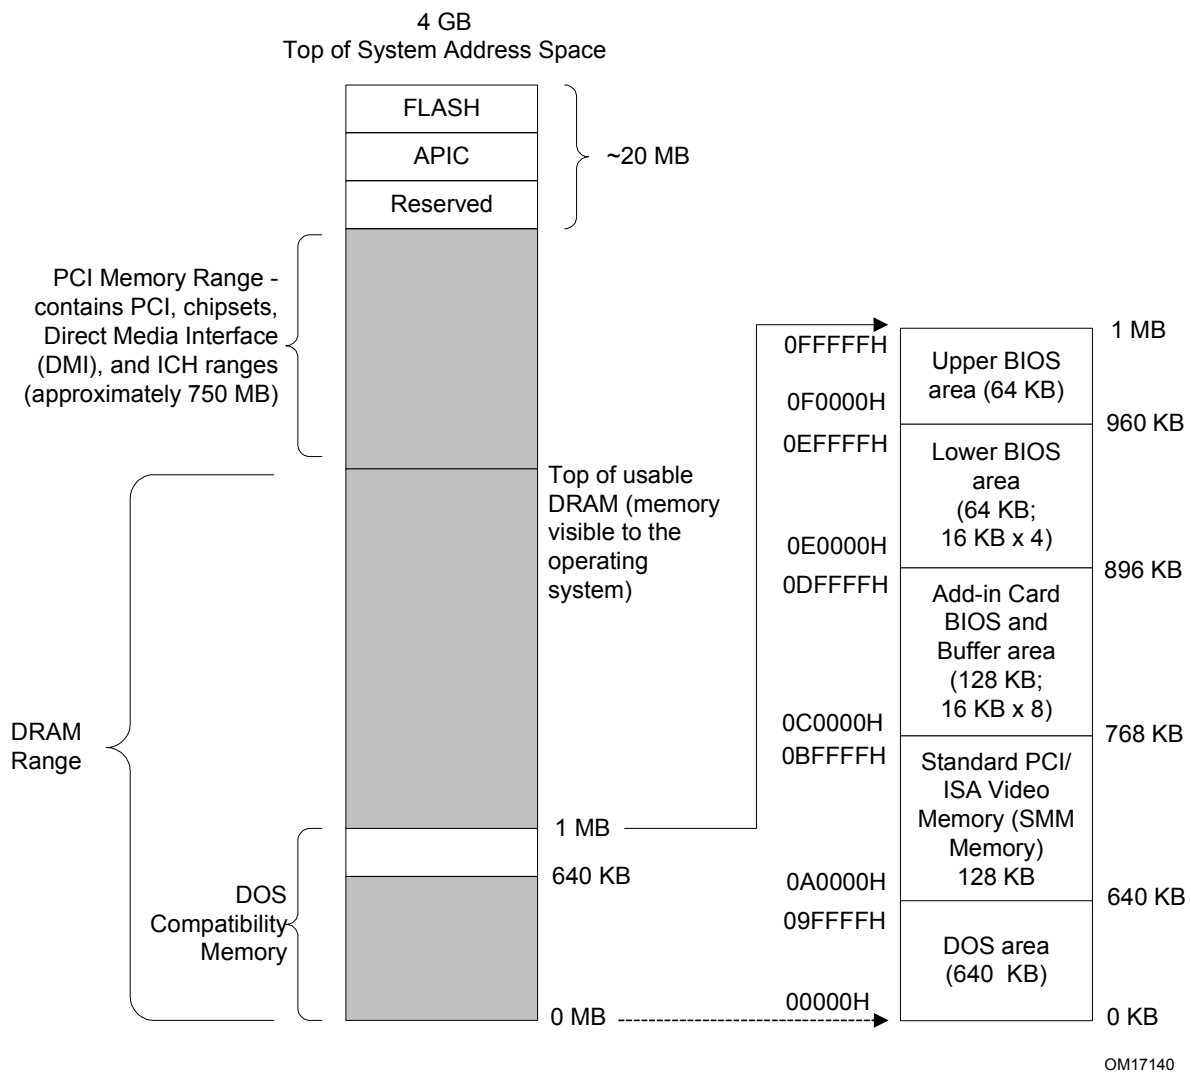 4 GB
Top of System Address Space
FLASH
APIC
Reserved
~20 MB
PCI Memory Range -
contains PCI, chipsets,
Direct Media Interface
(DMI), and ICH ranges
(approximately 750 MB)
Top of usable
DRAM (memory
visible to the
operating
system)
DRAM
Range
1 MB
640 KB
DOS
Compatibility
Memory
0 MB
1 MB
0FFFFFH
Upper BIOS
area (64 KB)
0F0000H
960 KB
0EFFFFH
Lower BIOS
area
(64 KB;
16 KB x 4)
0E0000H
896 KB
0DFFFFH
Add-in Card
BIOS and
Buffer area
(128 KB;
16 KB x 8)
0C0000H
768 KB
0BFFFFH
Standard PCI/
ISA Video
Memory (SMM
Memory)
128 KB
0A0000H
640 KB
09FFFFH
DOS area
(640  KB)
00000H
0 KB
OM17140